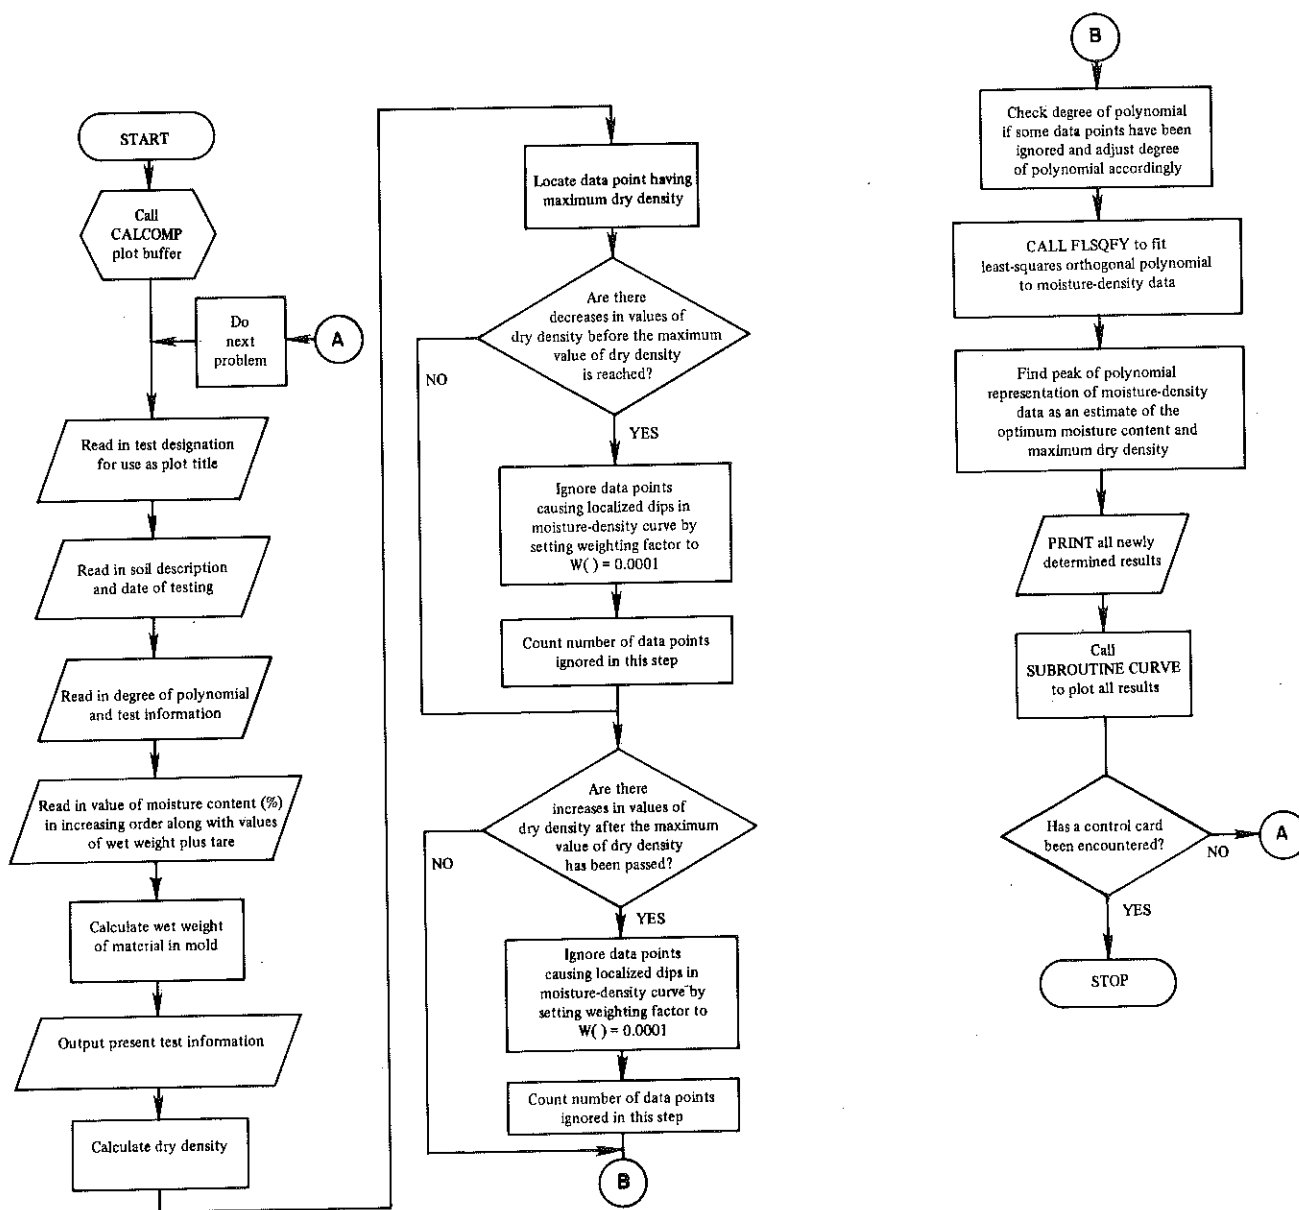 START
Call
CALCOMP
plot buffer
Do
next
problem
A
Read in test designation
for use as plot title
Read in soil description
and date of testing
Read in degree of polynomial
and test information
Read in value of moisture content (%)
in increasing order along with values
of wet weight plus tare
Calculate wet weight
of material in mold
Output present test information
Calculate dry density
Locate data point having
maximum dry density
Are there
decreases in values of
dry density before the maximum
value of dry density
is reached?
NO
YES
Ignore data points
causing localized dips in
moisture-density curve by
setting weighting factor to
W( ) = 0.0001
Count number of data points
ignored in this step
Are there
increases in values of
dry density after the maximum
value of dry density
has been passed?
NO
YES
Ignore data points
causing localized dips in
moisture-density curve by
setting weighting factor to
W( ) = 0.0001
Count number of data points
ignored in this step
B
B
Check degree of polynomial
if some data points have been
ignored and adjust degree
of polynomial accordingly
CALL FLSQFY to fit
least-squares orthogonal polynomial
to moisture-density data
Find peak of polynomial
representation of moisture-density
data as an estimate of the
optimum moisture content and
maximum dry density
PRINT all newly
determined results
Call
SUBROUTINE CURVE
to plot all results
Has a control card
been encountered?
NO
A
YES
STOP